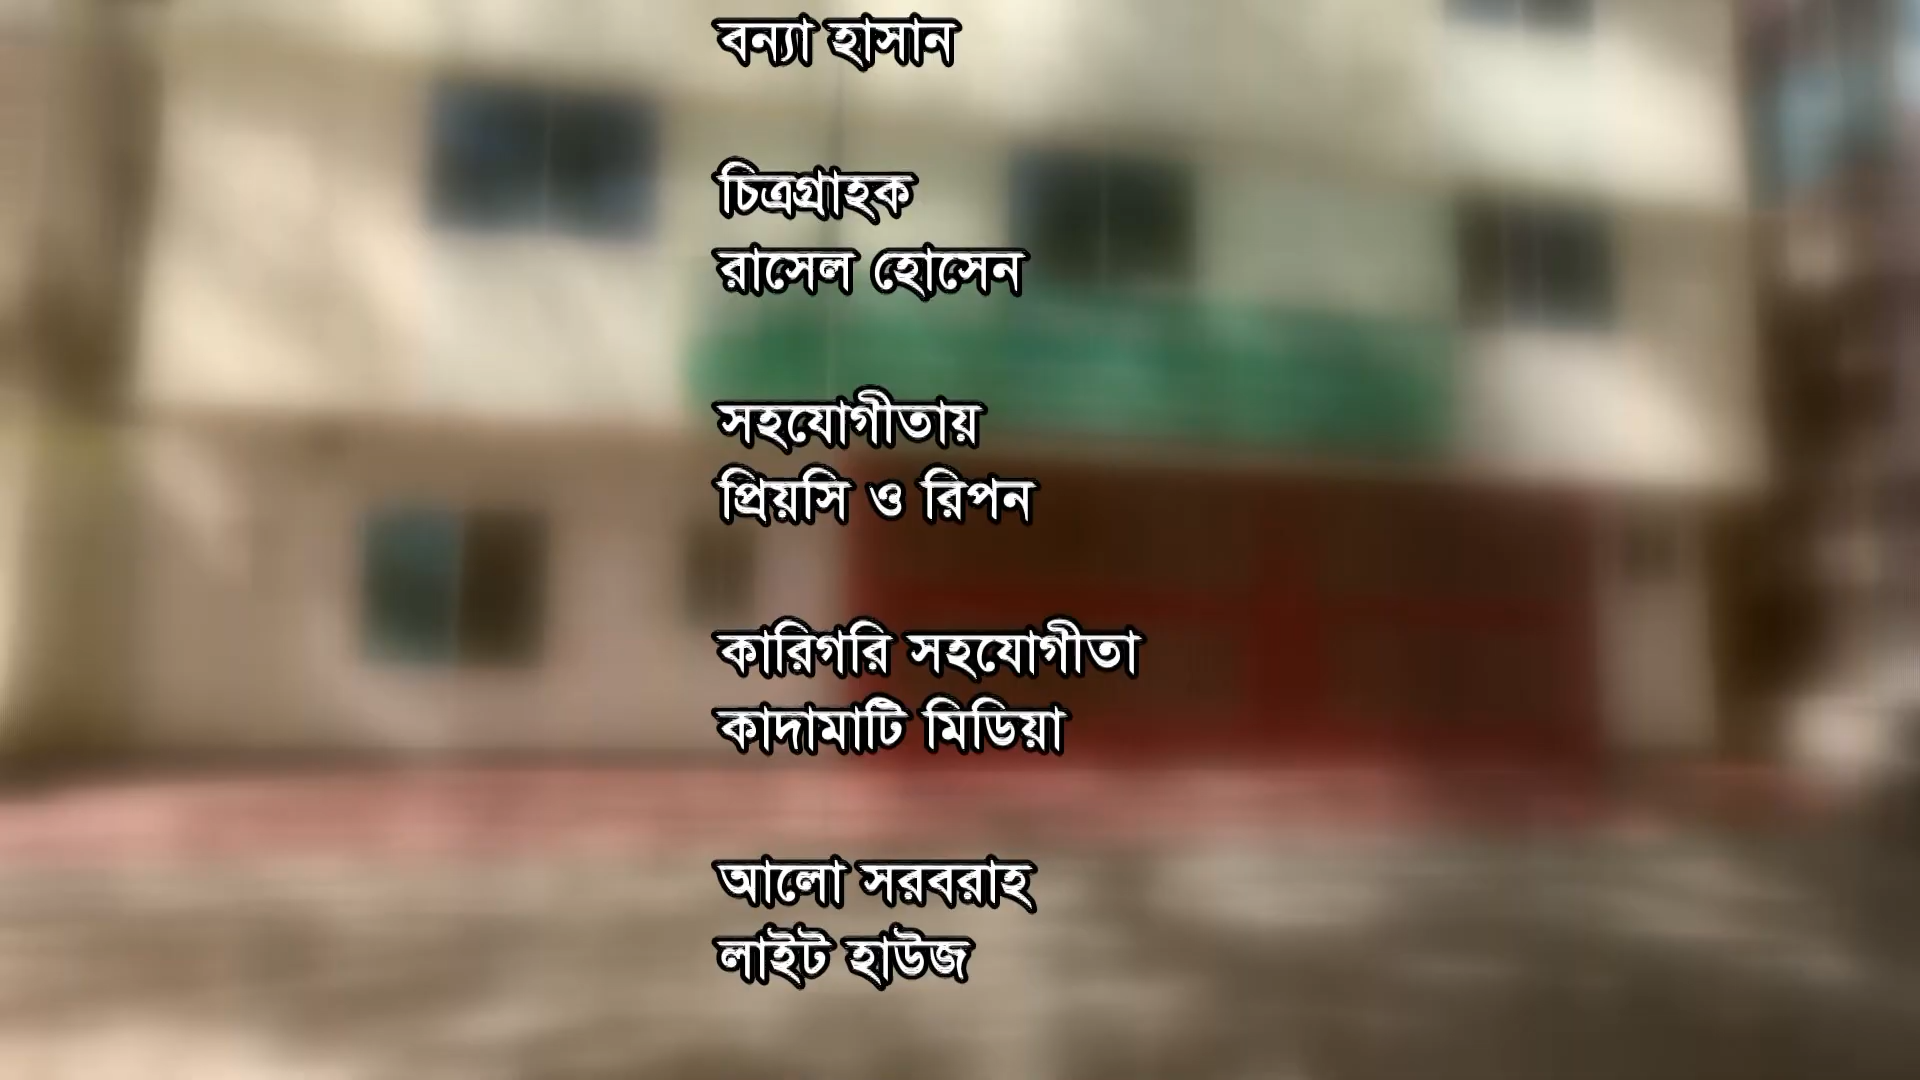 বন্যা হাসান
চিত্রগ্রাহক
রাসেল হোসেন
সহযোগীতায়
প্রিয়সি ও রিপন
কারিগরি সহযোগীতা
কাদামাটি মিডিয়া
আলো সরবরাহ
লাইট হাউজ